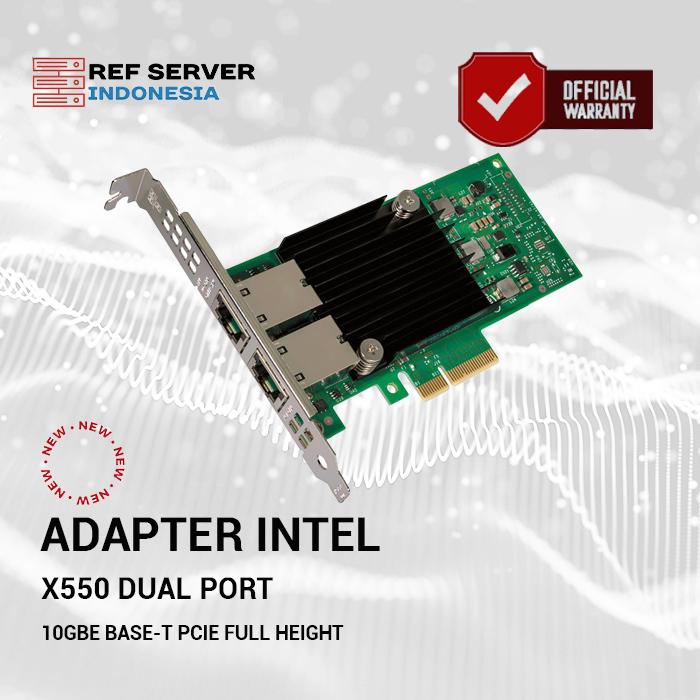 REF SERVER
INDONESIA
OFFICIAL
WARRANTY
NEW • NEW • NEW • NEW • NEW •
ADAPTER INTEL
X550 DUAL PORT
10GBE BASE-T PCIE FULL HEIGHT